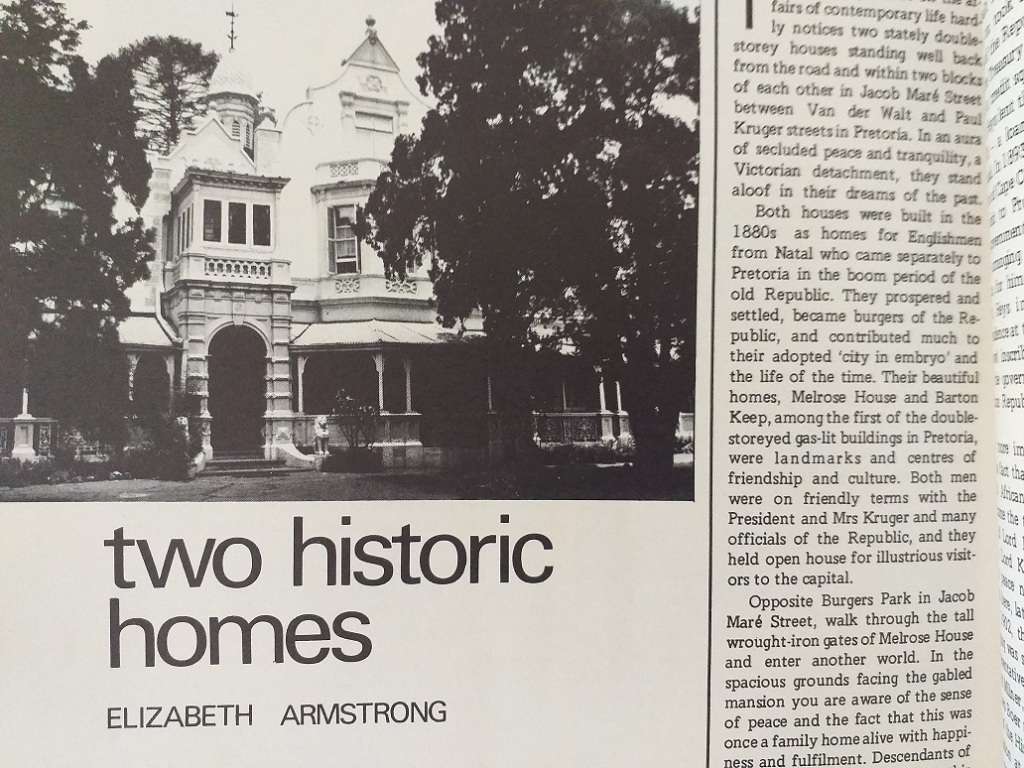 two historic
homes
ELIZABETH ARMSTRONG
fairs of contemporary life hard-
ly notices two stately double-
storey houses standing well back
from the road and within two blocks
of each other in Jacob Maré Street
between Van der Walt and Paul
Kruger streets in Pretoria. In an aura
of secluded peace and tranquility, a
Victorian detachment, they stand
aloof in their dreams of the past.
Both houses were built in the
1880s as homes for Englishmen
from Natal who came separately to
Pretoria in the boom period of the
old Republic. They prospered and
settled, became burgers of the Re-
public, and contributed much to
their adopted 'city in embryo' and
the life of the time. Their beautiful
homes, Melrose House and Barton
Keep, among the first of the double-
storeyed gas-lit buildings in Pretoria,
were landmarks and centres of
friendship and culture. Both men
were on friendly terms with the
President and Mrs Kruger and many
officials of the Republic, and they
held open house for illustrious visit-
ors to the capital.
Opposite Burgers Park in Jacob
Maré Street, walk through the tall
wrought-iron gates of Melrose House
and enter another world. In the
spacious grounds facing the gabled
mansion you are aware of the sense
of peace and the fact that this was
once a family home alive with happi-
ness and fulfilment. Descendants of